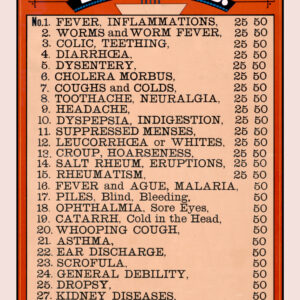 No.1. FEVER, INFLAMMATIONS, 25 50
2. WORMS and WORM FEVER, 25 50
3. COLIC, TEETHING, 25 50
4. DIARRHŒA, 25 50
5. DYSENTERY, 25 50
6. CHOLERA MORBUS, 25 50
7. COUGHS and COLDS, 25 50
8. TOOTHACHE, NEURALGIA, 25 50
9. HEADACHE, 25 50
10. DYSPEPSIA, INDIGESTION, 25 50
11. SUPPRESSED MENSES, 25 50
12. LEUCORRHŒA or WHITES, 25 50
13. CROUP, HOARSENESS, 25 50
14. SALT RHEUM, ERUPTIONS, 25 50
15. RHEUMATISM, 25 50
16. FEVER and AGUE, MALARIA, 50
17. PILES, Blind, Bleeding, 50
18. OPHTHALMIA, Sore Eyes, 50
19. CATARRH, Cold in the Head, 50
20. WHOOPING COUGH, 50
21. ASTHMA, 50
22. EAR DISCHARGE, 50
23. SCROFULA, 50
24. GENERAL DEBILITY, 50
25. DROPSY, 50
27. KIDNEY DISEASES, 50